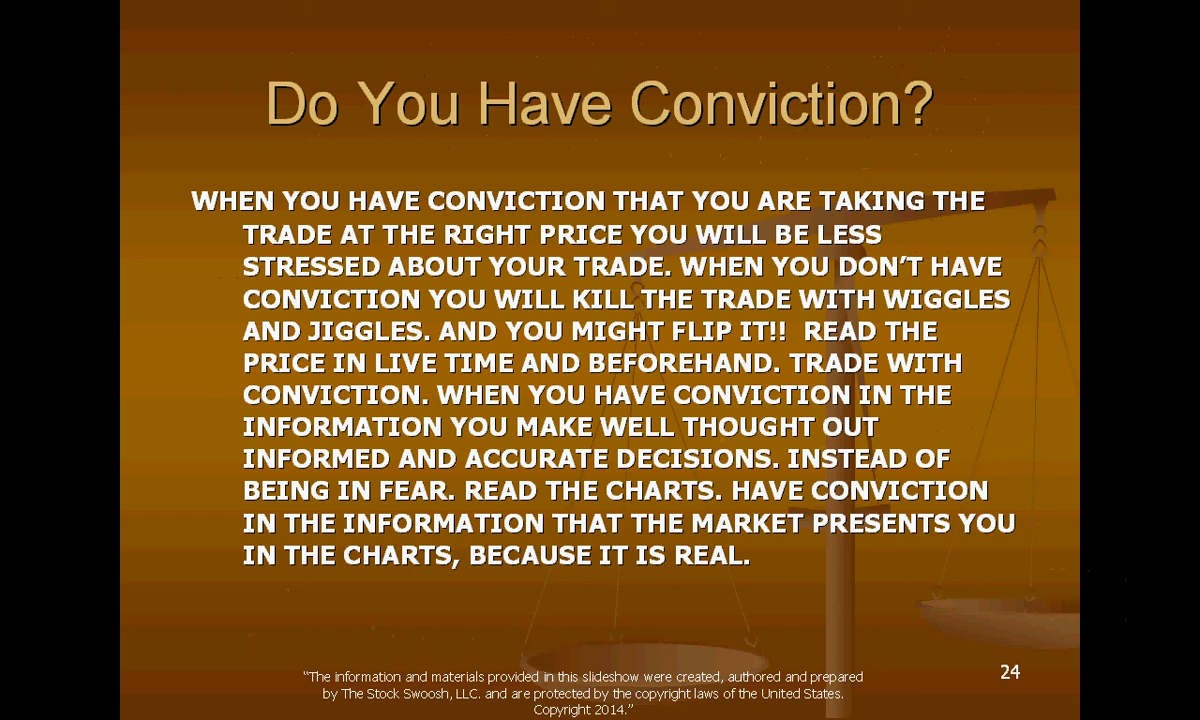 Do You Have Conviction?
WHEN YOU HAVE CONVICTION THAT YOU ARE TAKING THE
TRADE AT THE RIGHT PRICE YOU WILL BE LESS
STRESSED ABOUT YOUR TRADE. WHEN YOU DON'T HAVE
CONVICTION YOU WILL KILL THE TRADE WITH WIGGLES
AND JIGGLES. AND YOU MIGHT FLIP IT!!  READ THE
PRICE IN LIVE TIME AND BEFOREHAND. TRADE WITH
CONVICTION. WHEN YOU HAVE CONVICTION IN THE
INFORMATION YOU MAKE WELL THOUGHT OUT
INFORMED AND ACCURATE DECISIONS. INSTEAD OF
BEING IN FEAR. READ THE CHARTS. HAVE CONVICTION
IN THE INFORMATION THAT THE MARKET PRESENTS YOU
IN THE CHARTS, BECAUSE IT IS REAL.
"The information and materials provided in this slideshow were created, authored and prepared
by The Stock Swoosh, LLC. and are protected by the copyright laws of the United States.
Copyright 2014."
24